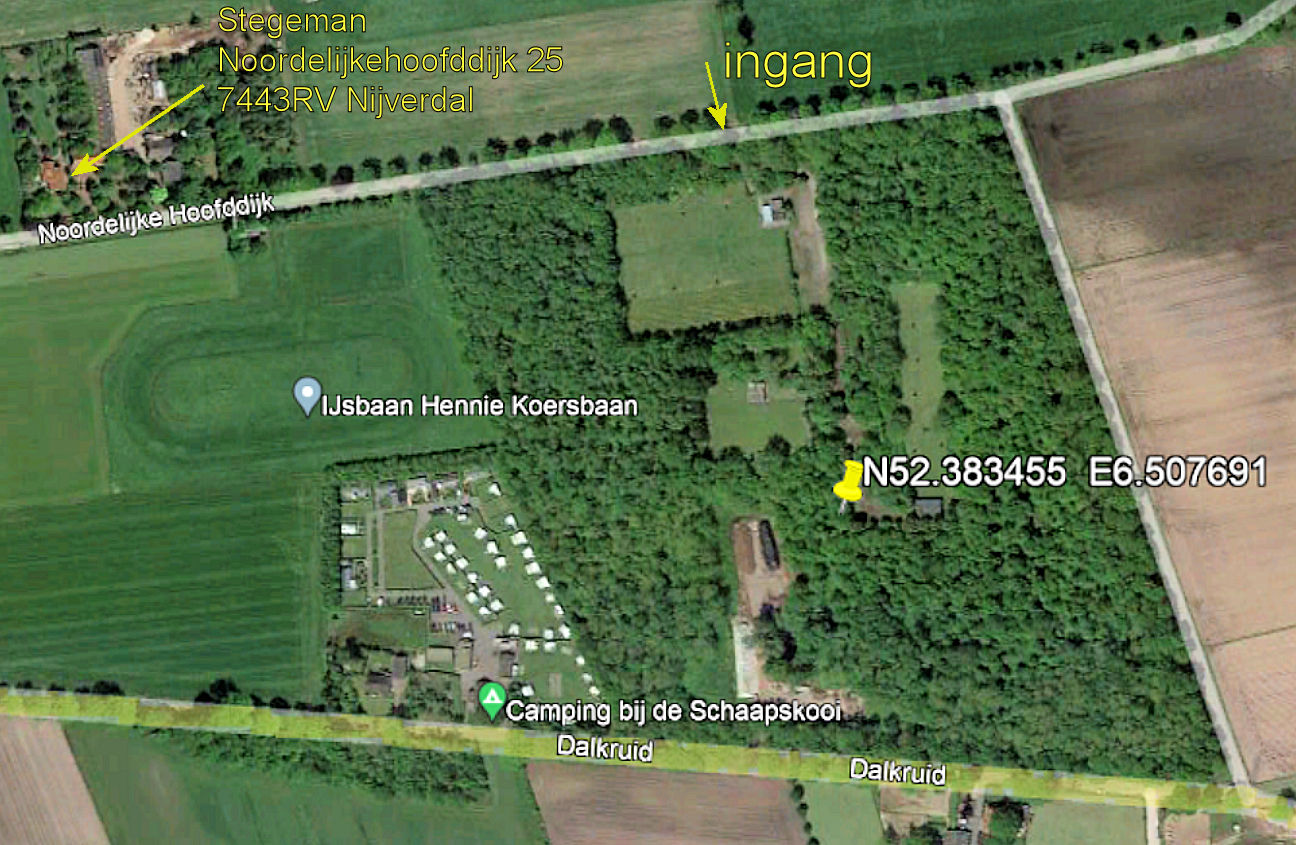 Stegeman
Noordelijkehoofddijk 25
7443RV Nijverdal
ingang
Noordelijke Hoofddijk
IJsbaan Hennie Koersbaan
N52.383455 E6.507691
Camping bij de Schaapskooi
Dalkruid
Dalkruid